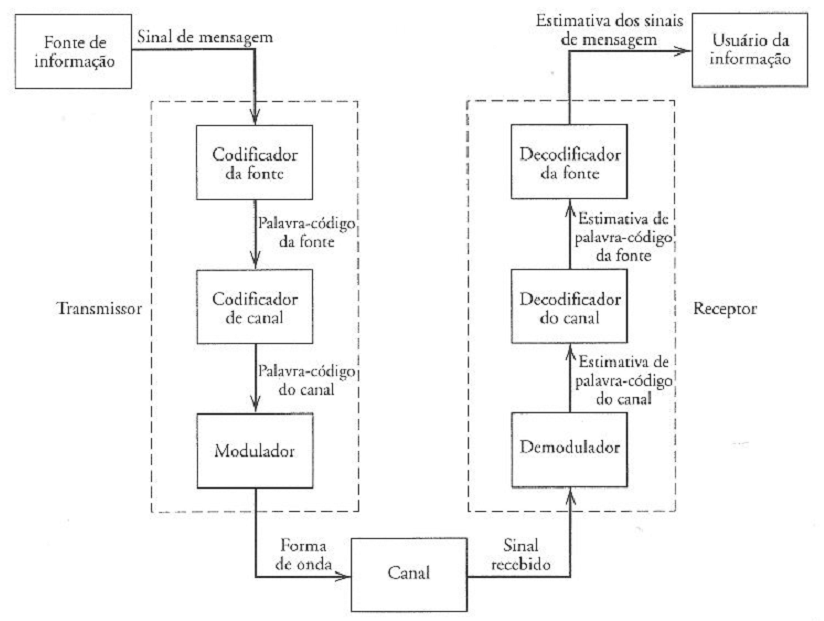 Fonte de
informação
Sinal de mensagem
Codificador
da fonte
Palavra-código
da fonte
Transmissor
Codificador
de canal
Palavra-código
do canal
Modulador
Forma
de onda
Canal
Sinal
recebido
Demodulador
Estimativa de
palavra-código
do canal
Decodificador
do canal
Receptor
Estimativa de
palavra-código
da fonte
Decodificador
da fonte
Estimativa dos sinais
de mensagem
Usuário da
informação